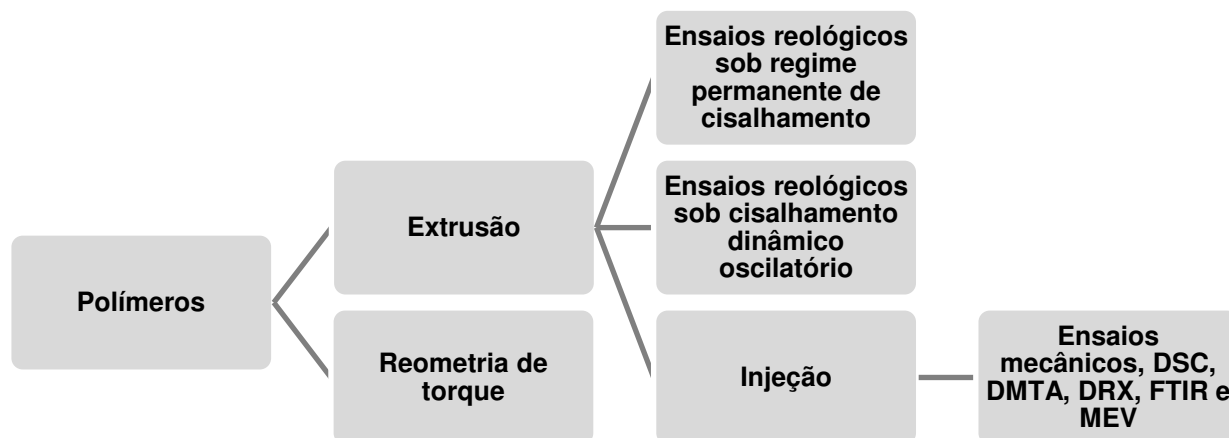 Polímeros
Extrusão
Reometria de
torque
Ensaios reológicos
sob regime
permanente de
cisalhamento
Ensaios reológicos
sob cisalhamento
dinâmico
oscilatório
Injeção
Ensaios
mecânicos, DSC,
DMTA, DRX, FTIR e
MEV